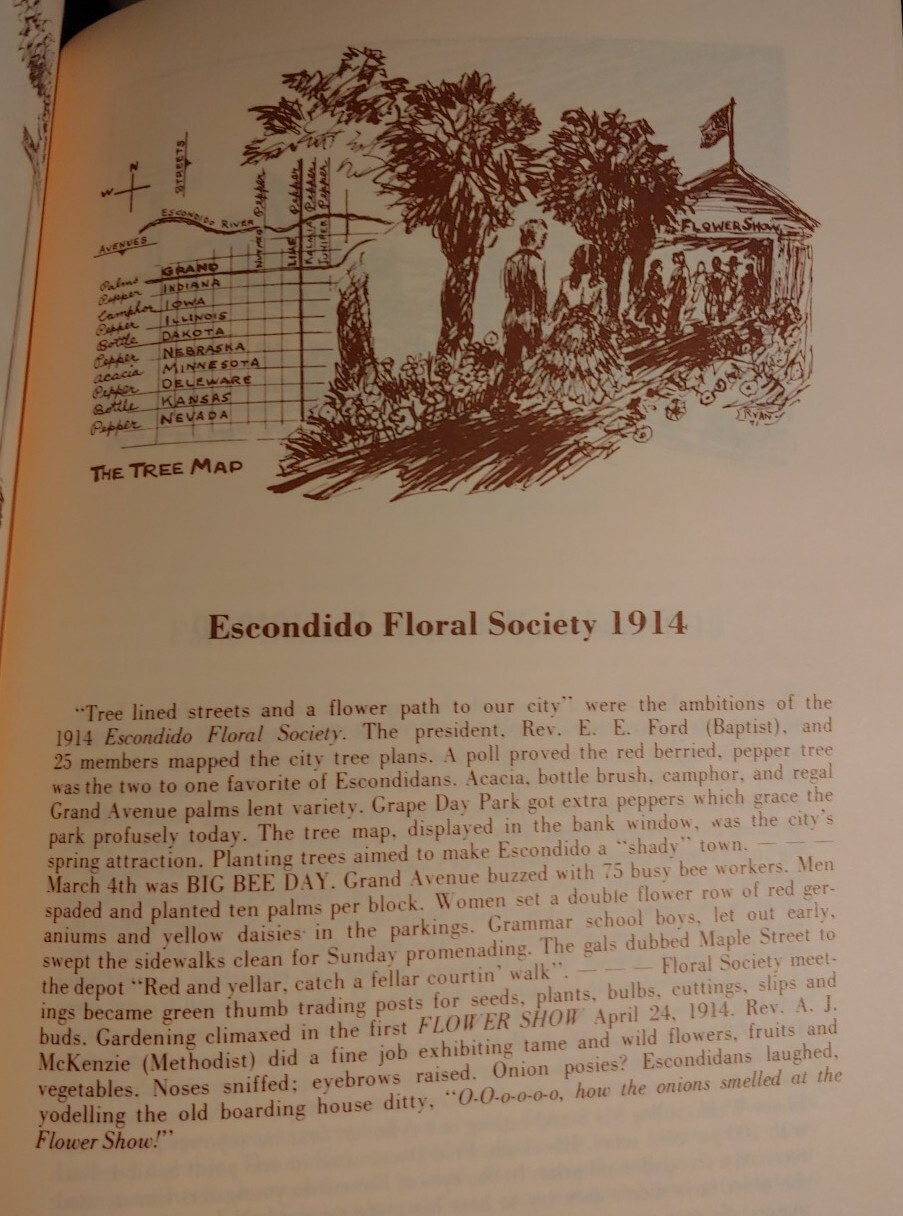 N
W
STREETS
ESCONDIDO RIVER
Pepper
Pepper
Pepper
Pepper
NUTMEG
LIME
KALMIA
JUNIPER
AVENUES
Palms GRAND
Pepper INDIANA
Camphor IOWA
Pepper ILLINOIS
Bottle DAKOTA
Pepper NEBRASKA
acacia MINNESOTA
Pepper DELEWARE
Bottle KANSAS
Pepper NEVADA
THE TREE MAP
FLOWER SHOW
RYAN
Escondido Floral Society 1914
“Tree lined streets and a flower path to our city” were the ambitions of the
1914 Escondido Floral Society. The president, Rev. E. E. Ford (Baptist), and
25 members mapped the city tree plans. A poll proved the red berried, pepper tree
was the two to one favorite of Escondidans. Acacia, bottle brush, camphor, and regal
Grand Avenue palms lent variety. Grape Day Park got extra peppers which grace the
park profusely today. The tree map, displayed in the bank window, was the city's
spring attraction. Planting trees aimed to make Escondido a “shady” town. — — —
March 4th was BIG BEE DAY. Grand Avenue buzzed with 75 busy bee workers. Men
spaded and planted ten palms per block. Women set a double flower row of red ger-
aniums and yellow daisies in the parkings. Grammar school boys, let out early,
swept the sidewalks clean for Sunday promenading. The gals dubbed Maple Street to
the depot “Red and yellar, catch a fellar courtin' walk”. — — — Floral Society meet-
ings became green thumb trading posts for seeds, plants, bulbs, cuttings, slips and
buds. Gardening climaxed in the first FLOWER SHOW April 24, 1914. Rev. A. J.
McKenzie (Methodist) did a fine job exhibiting tame and wild flowers, fruits and
vegetables. Noses sniffed; eyebrows raised. Onion posies? Escondidans laughed,
yodelling the old boarding house ditty, “O-O-o-o-o-o, how the onions smelled at the
Flower Show!”